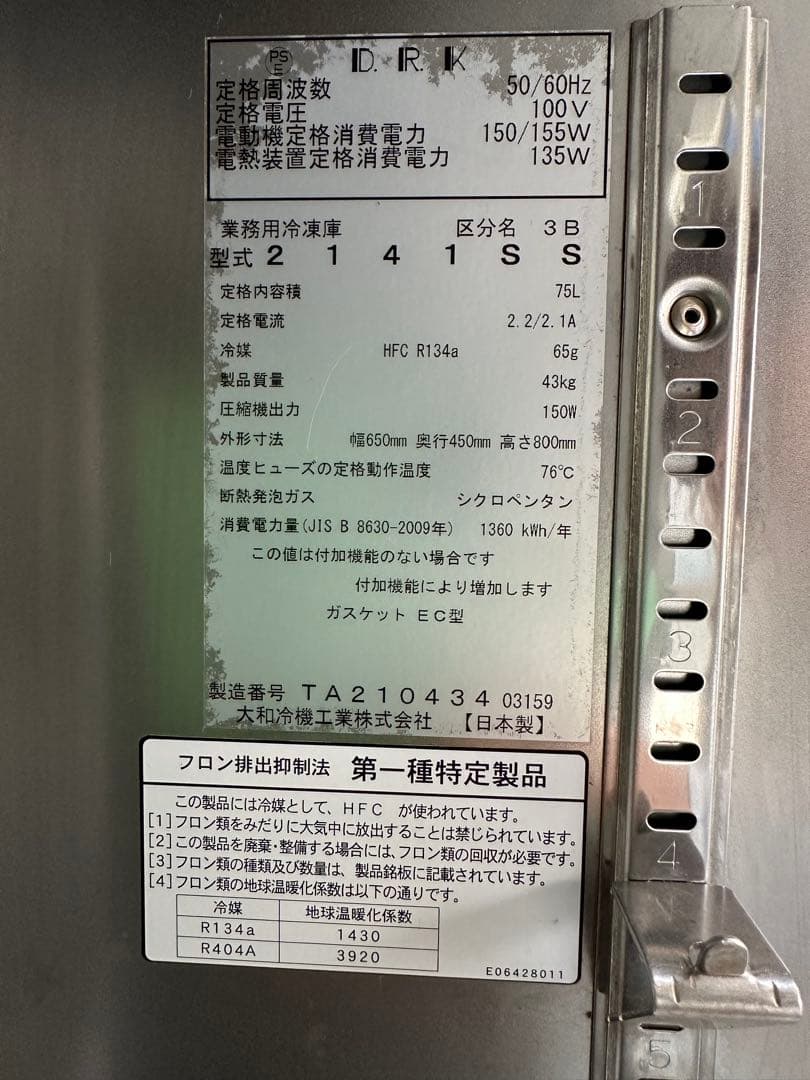 PS
E
D.R.K
定格周波数 50/60Hz
定格電圧 100V
電動機定格消費電力 150/155W
電熱装置定格消費電力 135W
業務用冷凍庫 区分名 3B
型式 2141SS
定格内容積 75L
定格電流 2.2/2.1A
冷媒 HFC R134a 65g
製品質量 43kg
圧縮機出力 150W
外形寸法 幅650mm 奥行450mm 高さ800mm
温度ヒューズの定格動作温度 76℃
断熱発泡ガス シクロペンタン
消費電力量(JIS B 8630-2009年) 1360 kWh/年
この値は付加機能のない場合です
付加機能により増加します
ガスケット EC型
製造番号 TA210434 03159
大和冷機工業株式会社 【日本製】
フロン排出抑制法 第一種特定製品
この製品には冷媒として、HFC が使われています。
[1]フロン類をみだりに大気中に放出することは禁じられています。
[2]この製品を廃棄・整備する場合には、フロン類の回収が必要です。
[3]フロン類の種類及び数量は、製品銘板に記載されています。
[4]フロン類の地球温暖化係数は以下の通りです。
冷媒 地球温暖化係数
R134a 1430
R404A 3920
E06428011
1
2
3
4
5